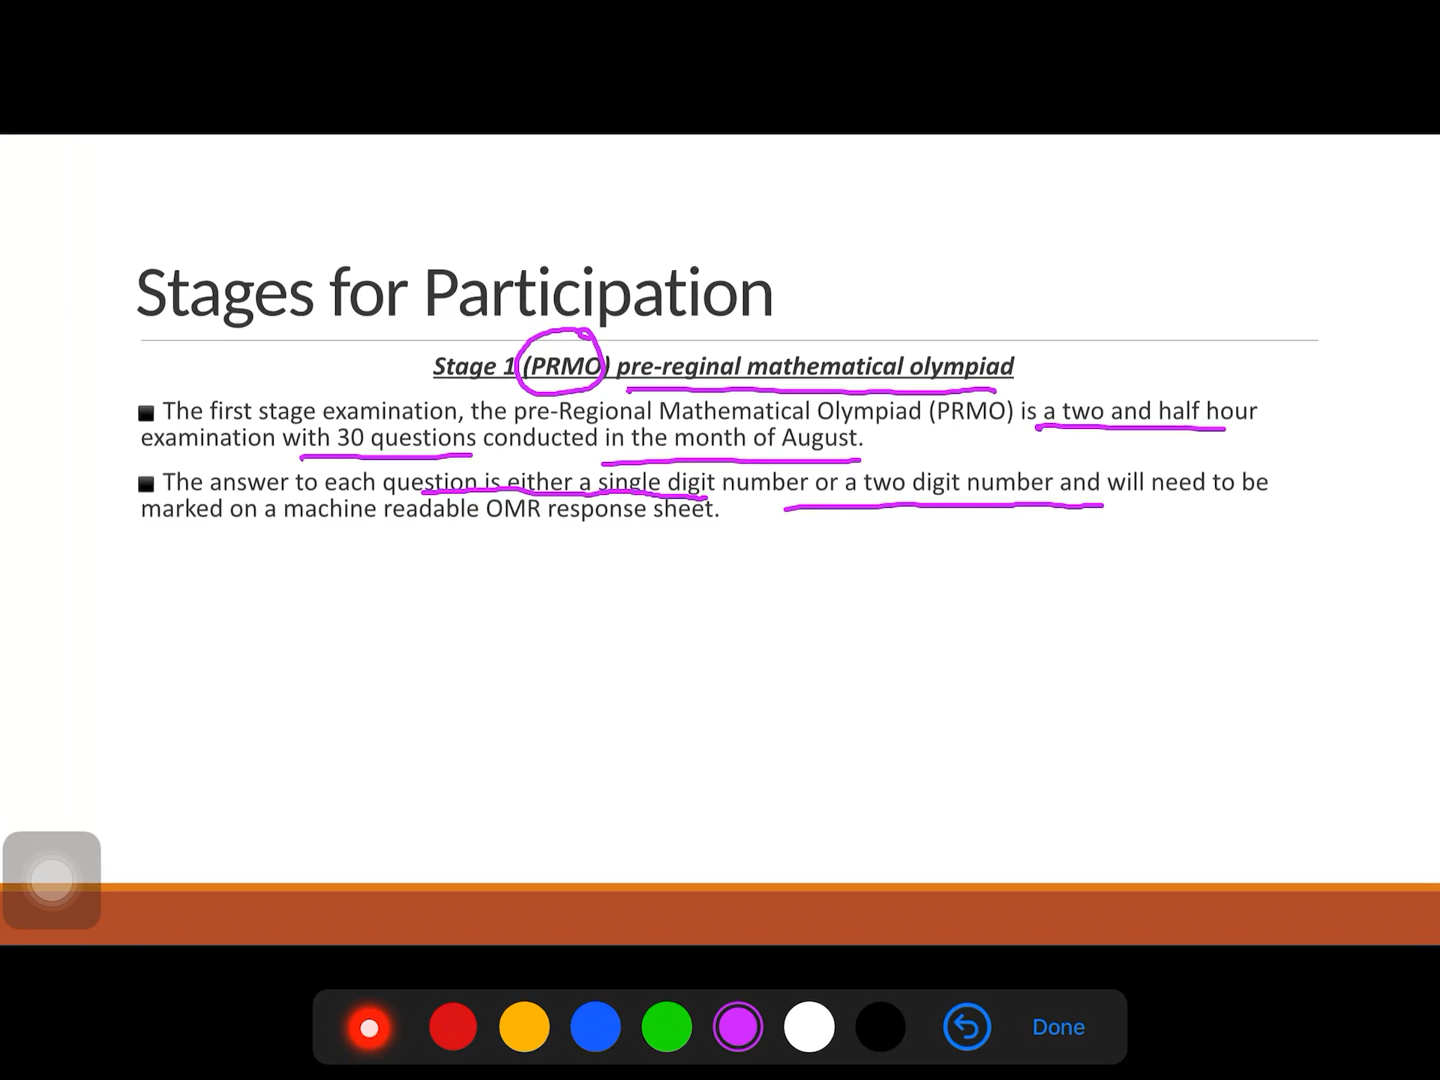 Stages for Participation
Stage 1 (PRMO) pre-reginal mathematical olympiad
The first stage examination, the pre-Regional Mathematical Olympiad (PRMO) is a two and half hour
examination with 30 questions conducted in the month of August.
The answer to each question is either a single digit number or a two digit number and will need to be
marked on a machine readable OMR response sheet.
Done